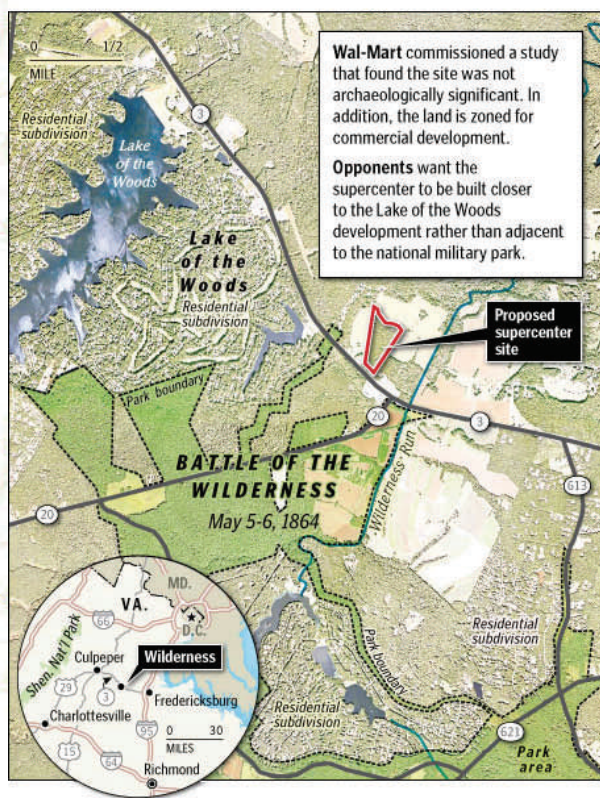 0 1/2
MILE
Wal-Mart commissioned a study
that found the site was not
archaeologically significant. In
addition, the land is zoned for
commercial development.
Opponents want the
supercenter to be built closer
to the Lake of the Woods
development rather than adjacent
to the national military park.
Residential
subdivision
3
Lake
of the
Woods
Lake
of the
Woods
Residential
subdivision
Proposed
supercenter
site
Park boundary
20
3
BATTLE OF THE
WILDERNESS
May 5-6, 1864
Wilderness Run
613
20
Park boundary
Residential
subdivision
Residential
subdivision
621
Park
area
MD.
VA.
66
D.C.
Shen. Nat'l Park
Culpeper
Wilderness
29
3
Fredericksburg
Charlottesville
95
0 30
MILES
15
64
Richmond